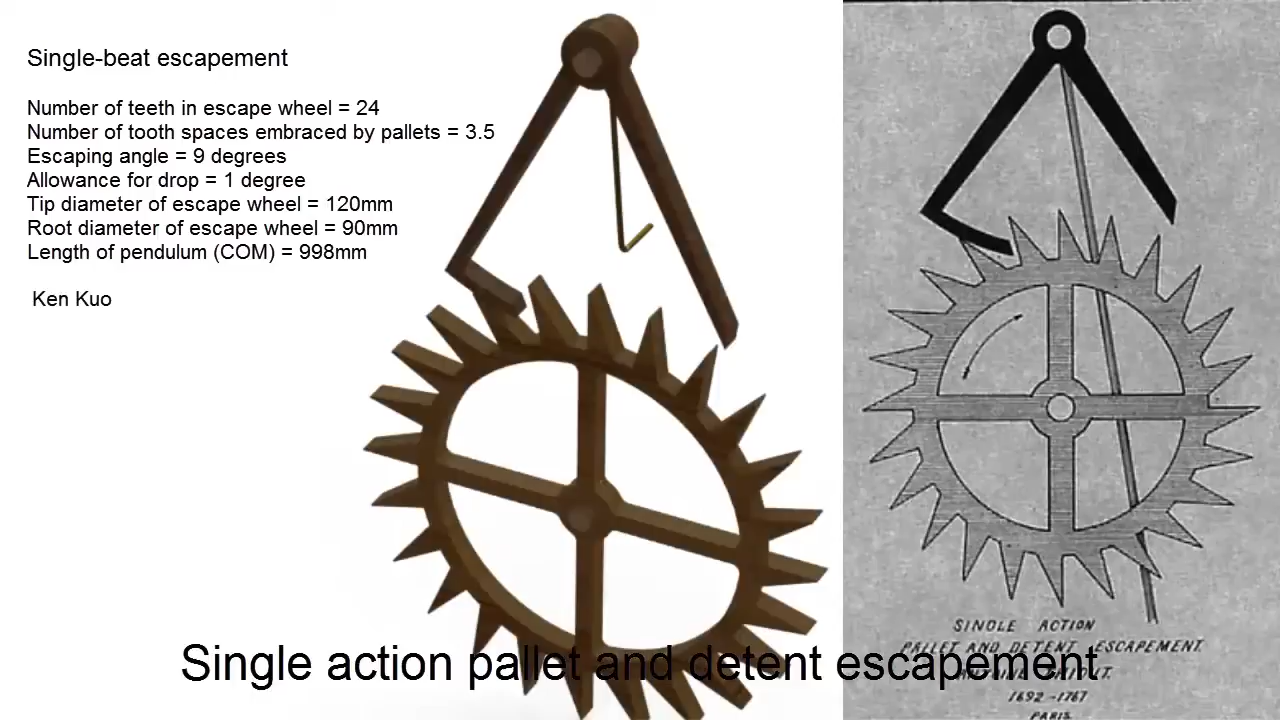 Single-beat escapement
Number of teeth in escape wheel = 24
Number of tooth spaces embraced by pallets = 3.5
Escaping angle = 9 degrees
Allowance for drop = 1 degree
Tip diameter of escape wheel = 120mm
Root diameter of escape wheel = 90mm
Length of pendulum (COM) = 998mm
Ken Kuo
SINGLE ACTION
PALLET AND DETENT ESCAPEMENT.
1692-1767
PARIS
Single action pallet and detent escapement